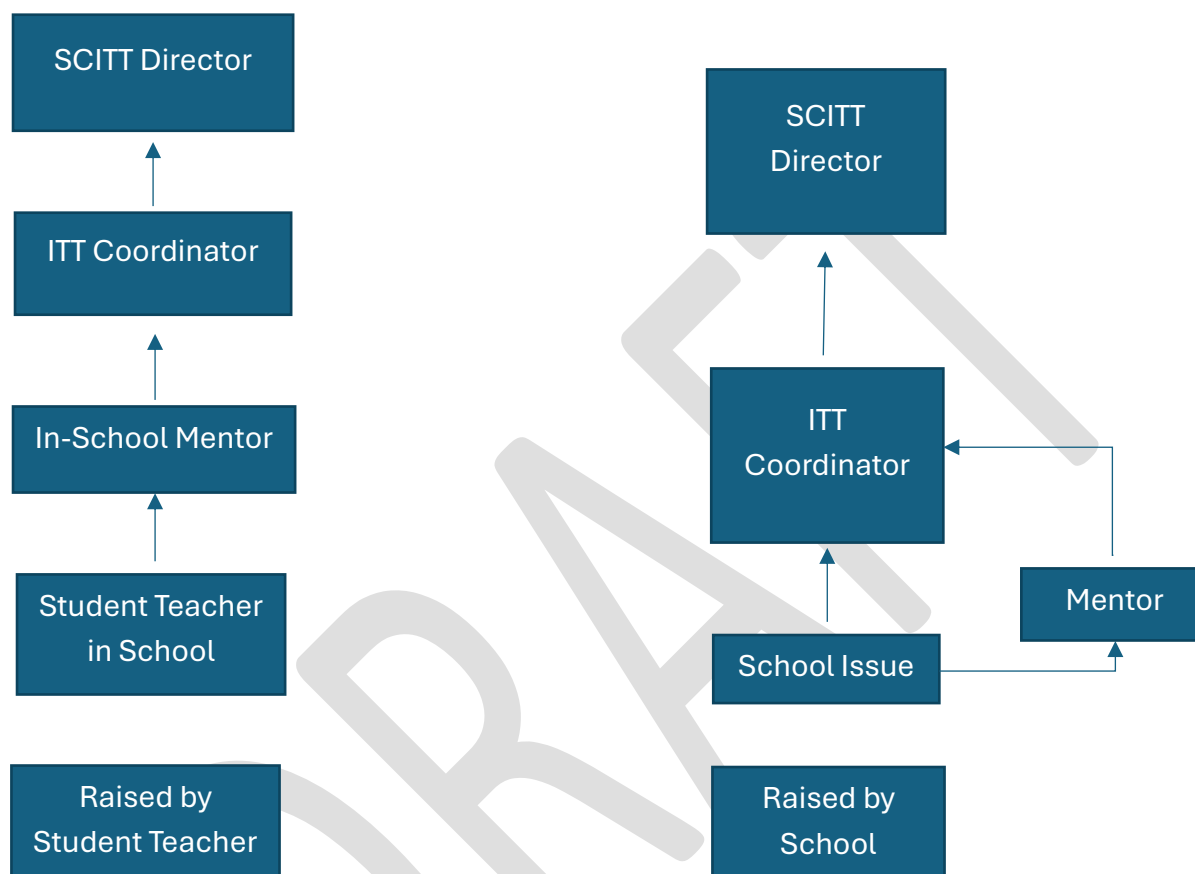 SCITT Director
ITT Coordinator
In-School Mentor
Student Teacher
in School
Raised by
Student Teacher
SCITT
Director
ITT
Coordinator
Mentor
School Issue
Raised by
School
DRAFT